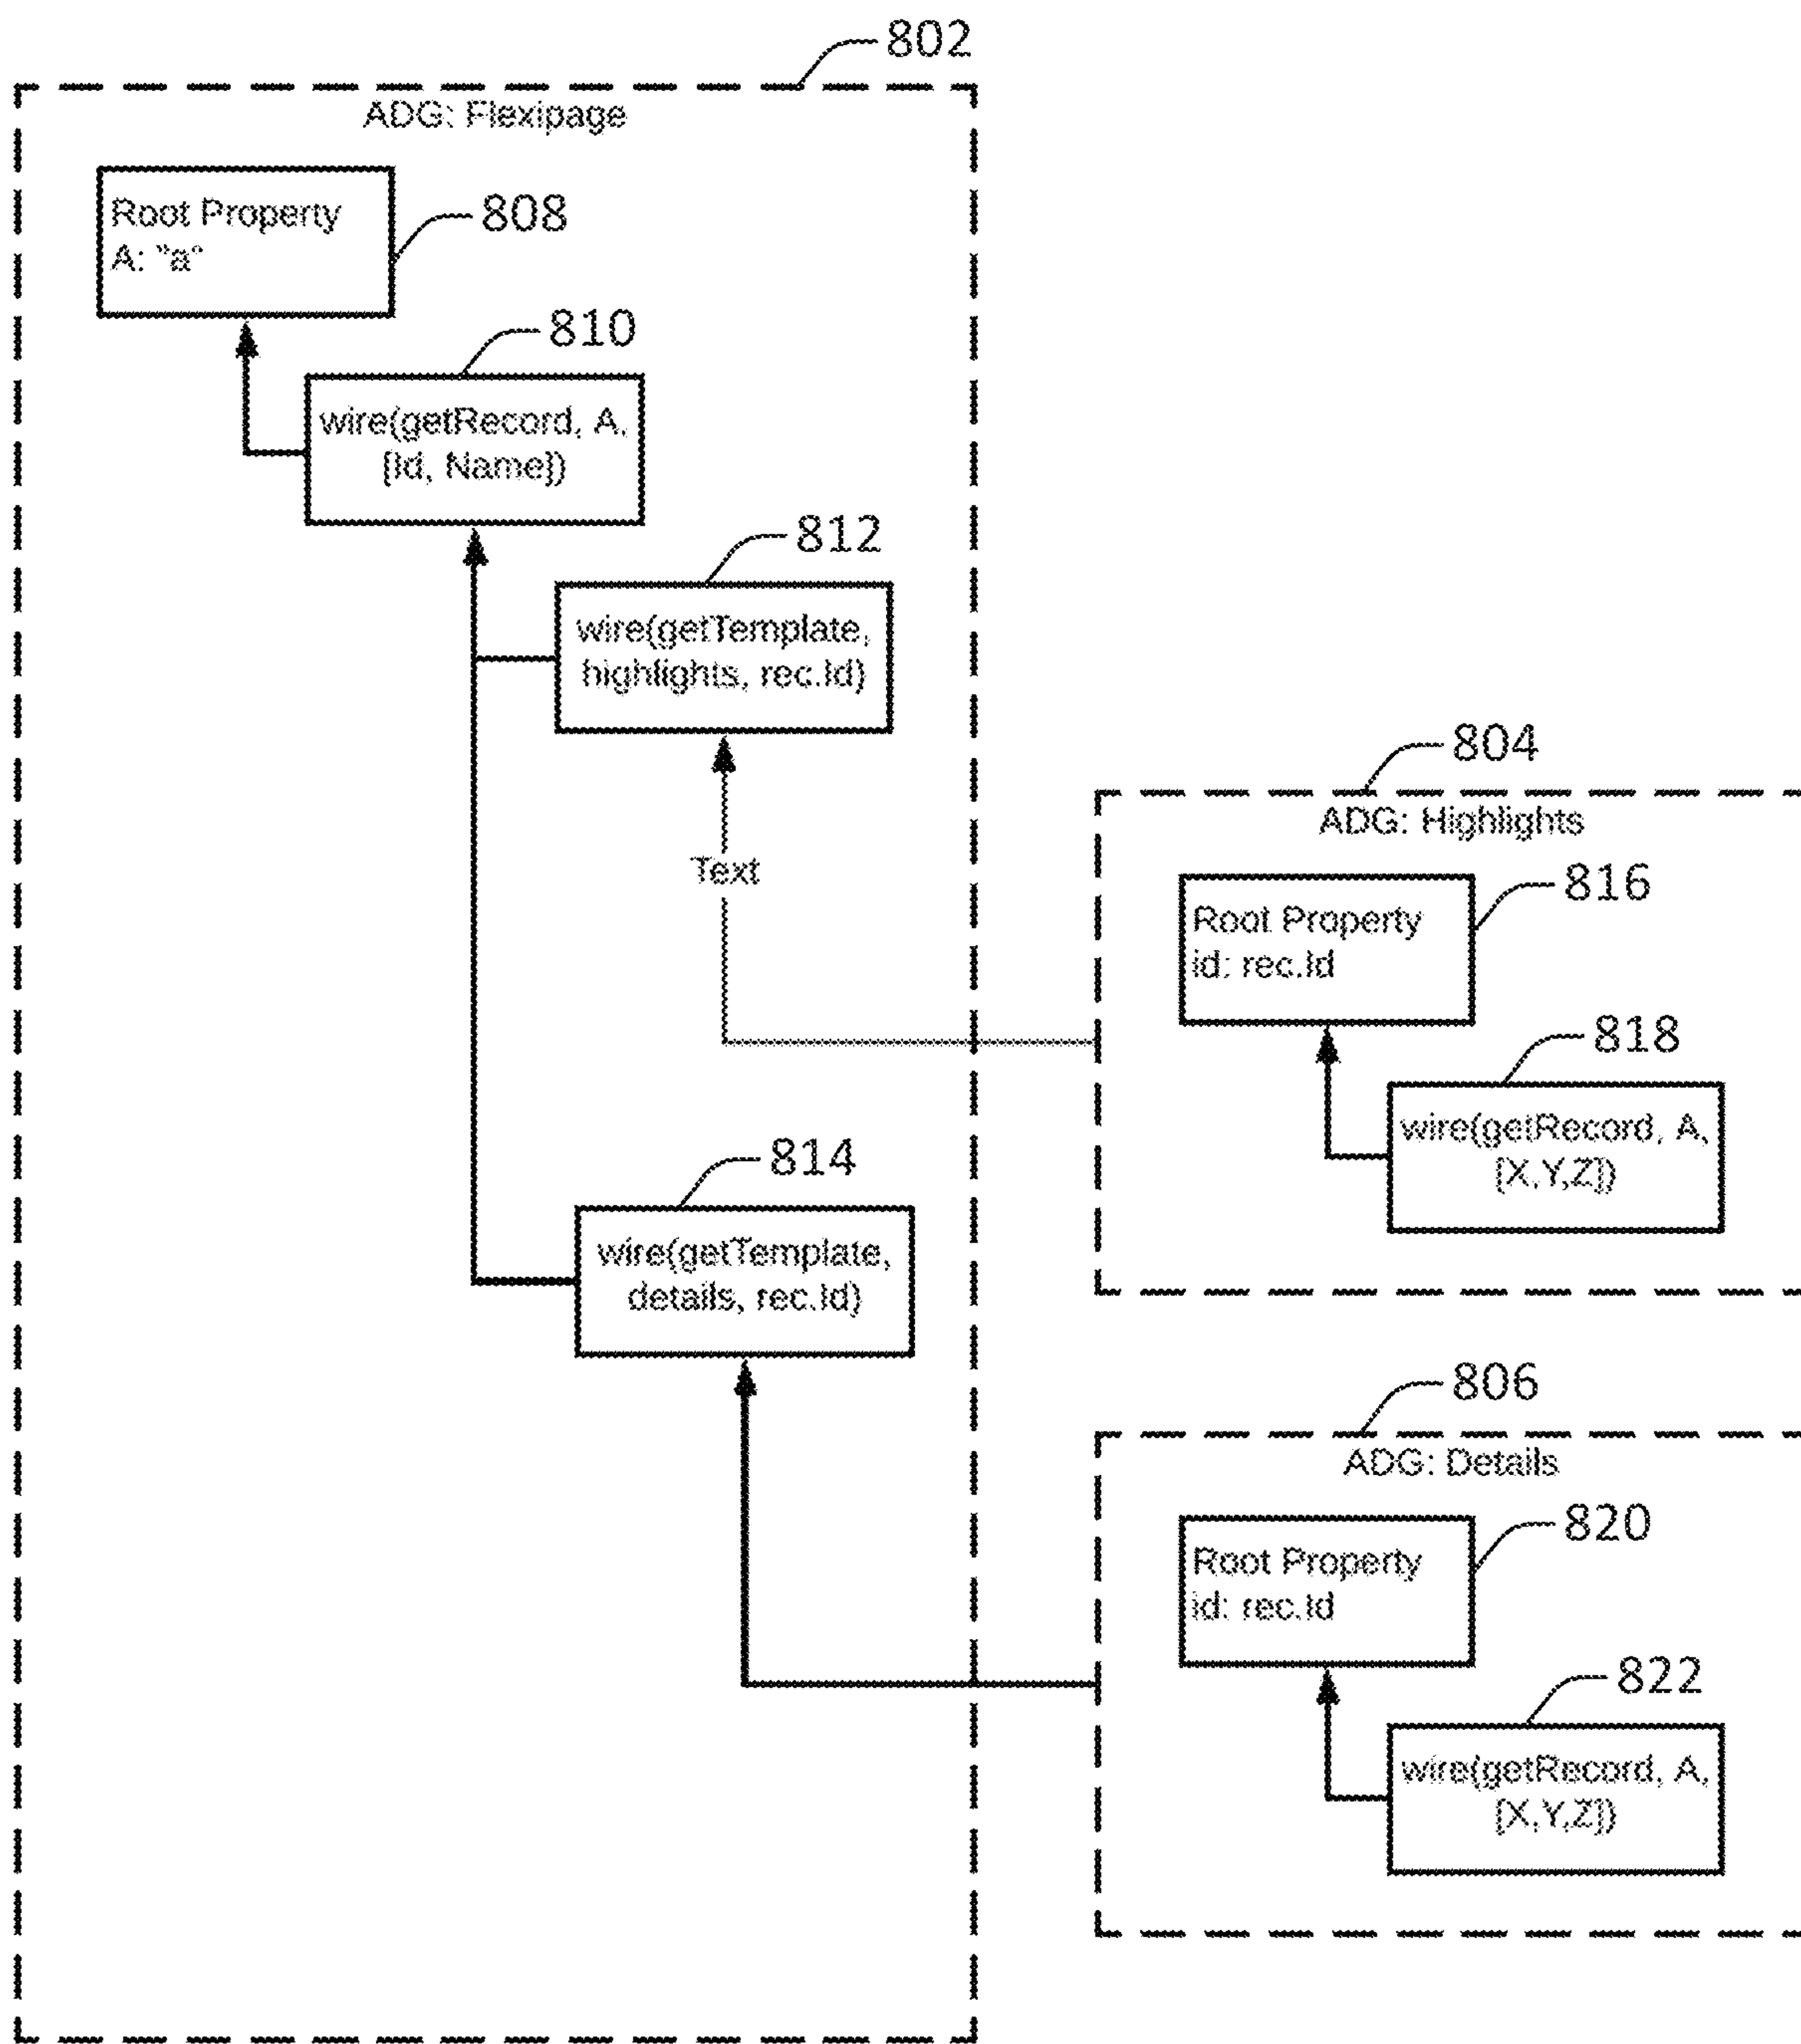 802
ADG: Flexipage
Root Property
A: "a"
808
810
wire(getRecord, A,
[Id, Name])
812
wire(getTemplate,
highlights, rec.Id)
Text
814
wire(getTemplate,
details, rec.Id)
804
ADG: Highlights
816
Root Property
id: rec.Id
818
wire(getRecord, A,
[X,Y,Z])
806
ADG: Details
820
Root Property
id: rec.Id
822
wire(getRecord, A,
[X,Y,Z])